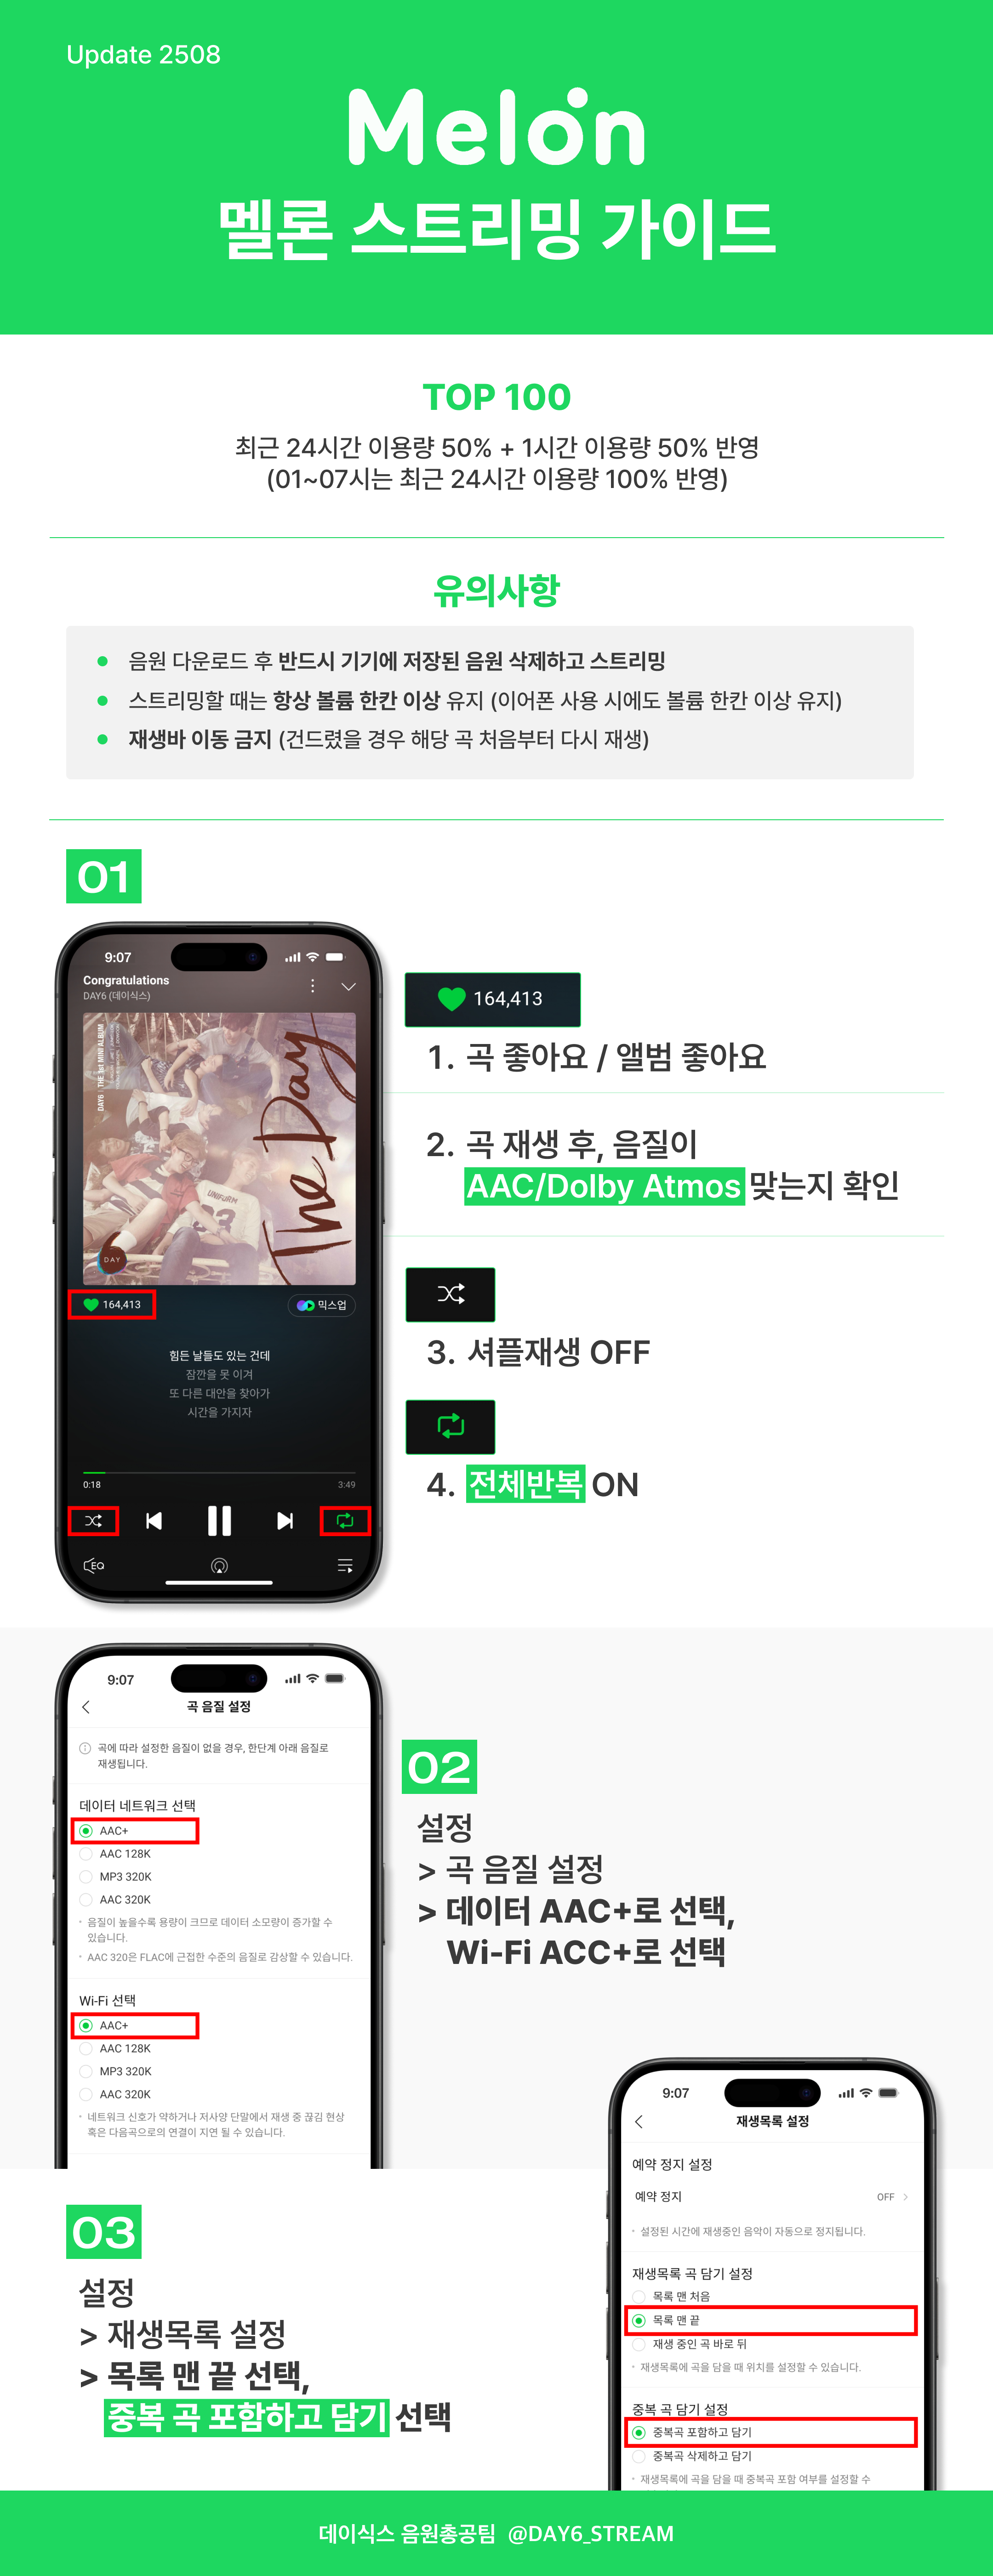 Update 2508
Melon
멜론 스트리밍 가이드
TOP 100
최근 24시간 이용량 50% + 1시간 이용량 50% 반영
(01~07시는 최근 24시간 이용량 100% 반영)
유의사항
음원 다운로드 후 반드시 기기에 저장된 음원 삭제하고 스트리밍
스트리밍할 때는 항상 볼륨 한칸 이상 유지 (이어폰 사용 시에도 볼륨 한칸 이상 유지)
재생바 이동 금지 (건드렸을 경우 해당 곡 처음부터 다시 재생)
01
9:07
Congratulations
DAY6 (데이식스)
DAY6 THE 1st MINI ALBUM
The Day
UNIFORM
03
DAY
164,413
믹스업
힘든 날들도 있는 건데
잠깐을 못 이겨
또 다른 대안을 찾아가
시간을 가지자
0:18
3:49
EQ
164,413
1. 곡 좋아요 / 앨범 좋아요
2. 곡 재생 후, 음질이
AAC/Dolby Atmos 맞는지 확인
3. 셔플재생 OFF
4. 전체반복 ON
9:07
곡 음질 설정
곡에 따라 설정한 음질이 없을 경우, 한단계 아래 음질로
재생됩니다.
데이터 네트워크 선택
AAC+
AAC 128K
MP3 320K
AAC 320K
• 음질이 높을수록 용량이 크므로 데이터 소모량이 증가할 수
있습니다.
• AAC 320은 FLAC에 근접한 수준의 음질로 감상할 수 있습니다.
Wi-Fi 선택
AAC+
AAC 128K
MP3 320K
AAC 320K
• 네트워크 신호가 약하거나 저사양 단말에서 재생 중 끊김 현상
혹은 다음곡으로의 연결이 지연 될 수 있습니다.
02
설정
> 곡 음질 설정
> 데이터 AAC+로 선택,
Wi-Fi ACC+로 선택
03
설정
> 재생목록 설정
> 목록 맨 끝 선택,
중복 곡 포함하고 담기 선택
9:07
재생목록 설정
예약 정지 설정
예약 정지
OFF >
• 설정된 시간에 재생중인 음악이 자동으로 정지됩니다.
재생목록 곡 담기 설정
목록 맨 처음
목록 맨 끝
재생 중인 곡 바로 뒤
• 재생목록에 곡을 담을 때 위치를 설정할 수 있습니다.
중복 곡 담기 설정
중복곡 포함하고 담기
중복곡 삭제하고 담기
• 재생목록에 곡을 담을 때 중복곡 포함 여부를 설정할 수
데이식스 음원총공팀 @DAY6_STREAM